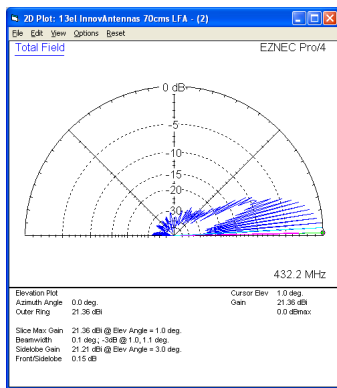 2D Plot: 13el InnovAntennas 70cms LFA - (2)
File Edit View Options Reset
Total Field
EZNEC Pro/4
0 dB
-5
-10
-15
-20
-30
432.2 MHz
Elevation Plot
Azimuth Angle 0.0 deg.
Outer Ring 21.36 dBi
Cursor Elev 1.0 deg.
Gain 21.36 dBi
0.0 dBmax
Slice Max Gain 21.36 dBi @ Elev Angle = 1.0 deg.
Beamwidth 0.1 deg.; -3dB @ 1.0, 1.1 deg.
Sidelobe Gain 21.21 dBi @ Elev Angle = 3.0 deg.
Front/Sidelobe 0.15 dB